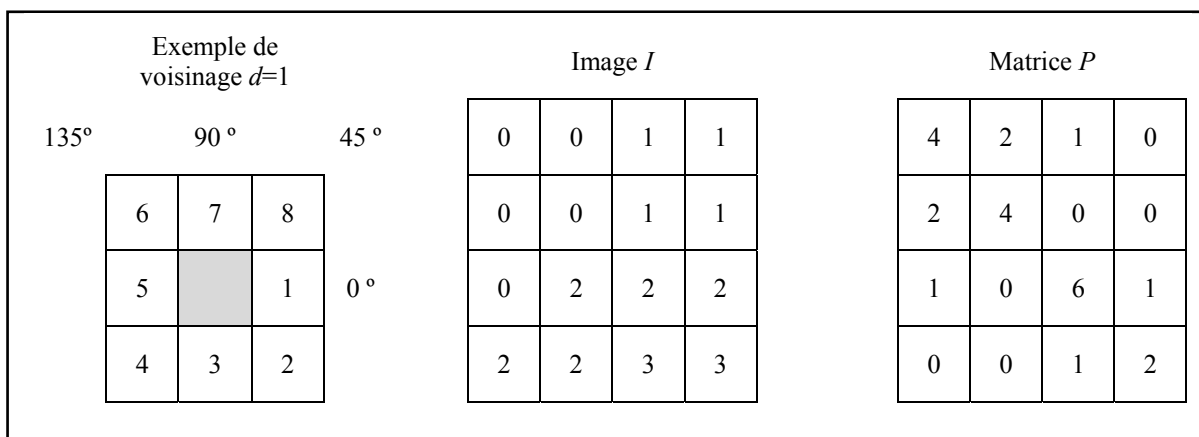 Exemple de
voisinage d=1
135º 90 º 45 º
6 7 8
5 1 0 º
4 3 2
Image I
0 0 1 1
0 0 1 1
0 2 2 2
2 2 3 3
Matrice P
4 2 1 0
2 4 0 0
1 0 6 1
0 0 1 2